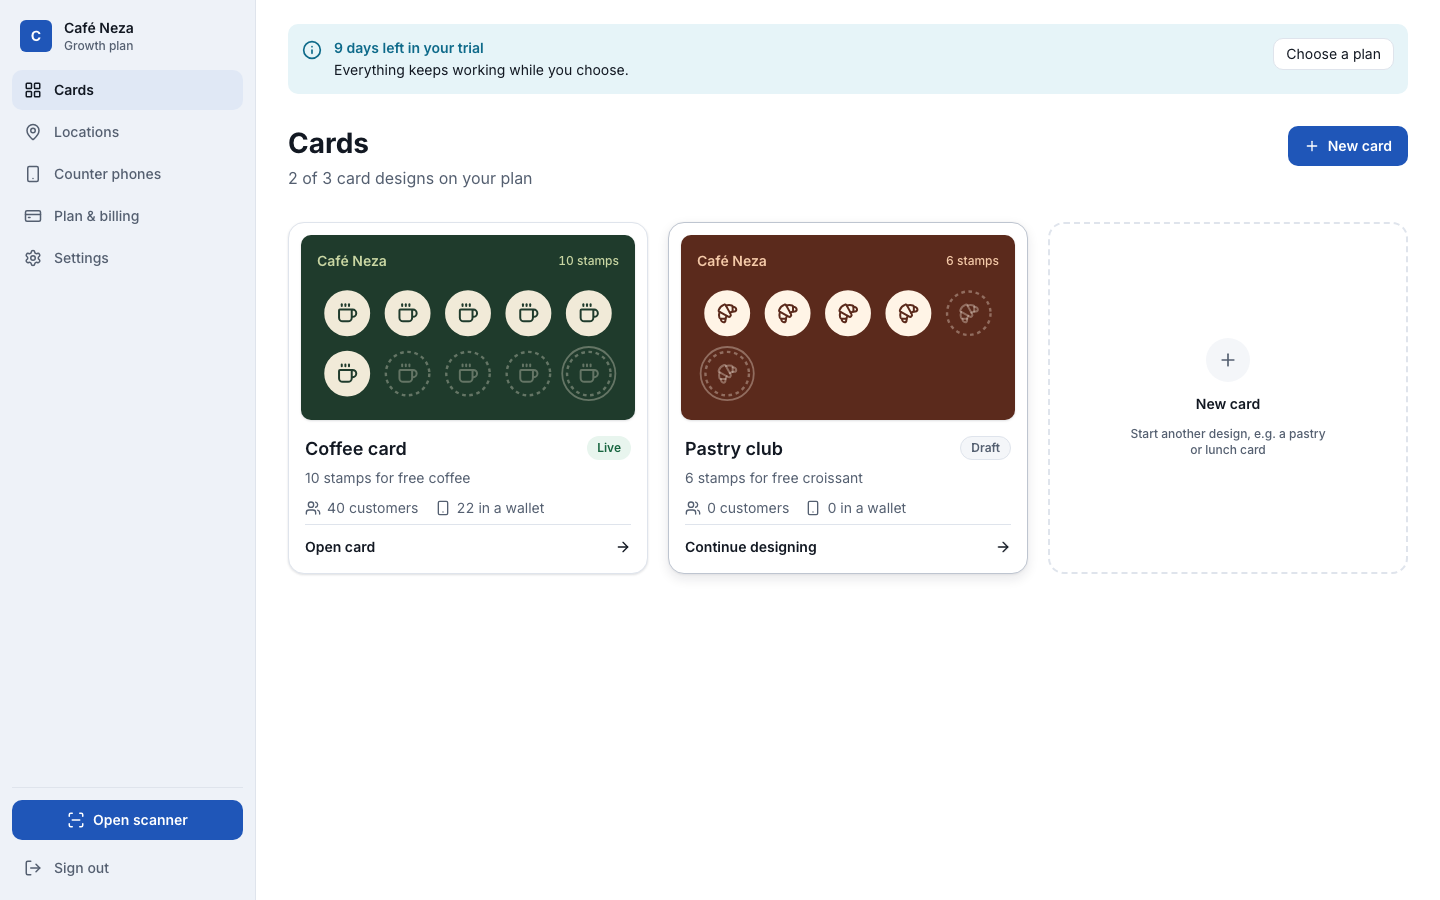 C
Café Neza
Growth plan
Cards
Locations
Counter phones
Plan & billing
Settings
Open scanner
Sign out
9 days left in your trial
Everything keeps working while you choose.
Choose a plan
Cards
2 of 3 card designs on your plan
New card
Café Neza
10 stamps
Coffee card
Live
10 stamps for free coffee
40 customers
22 in a wallet
Open card
Café Neza
6 stamps
Pastry club
Draft
6 stamps for free croissant
0 customers
0 in a wallet
Continue designing
New card
Start another design, e.g. a pastry
or lunch card